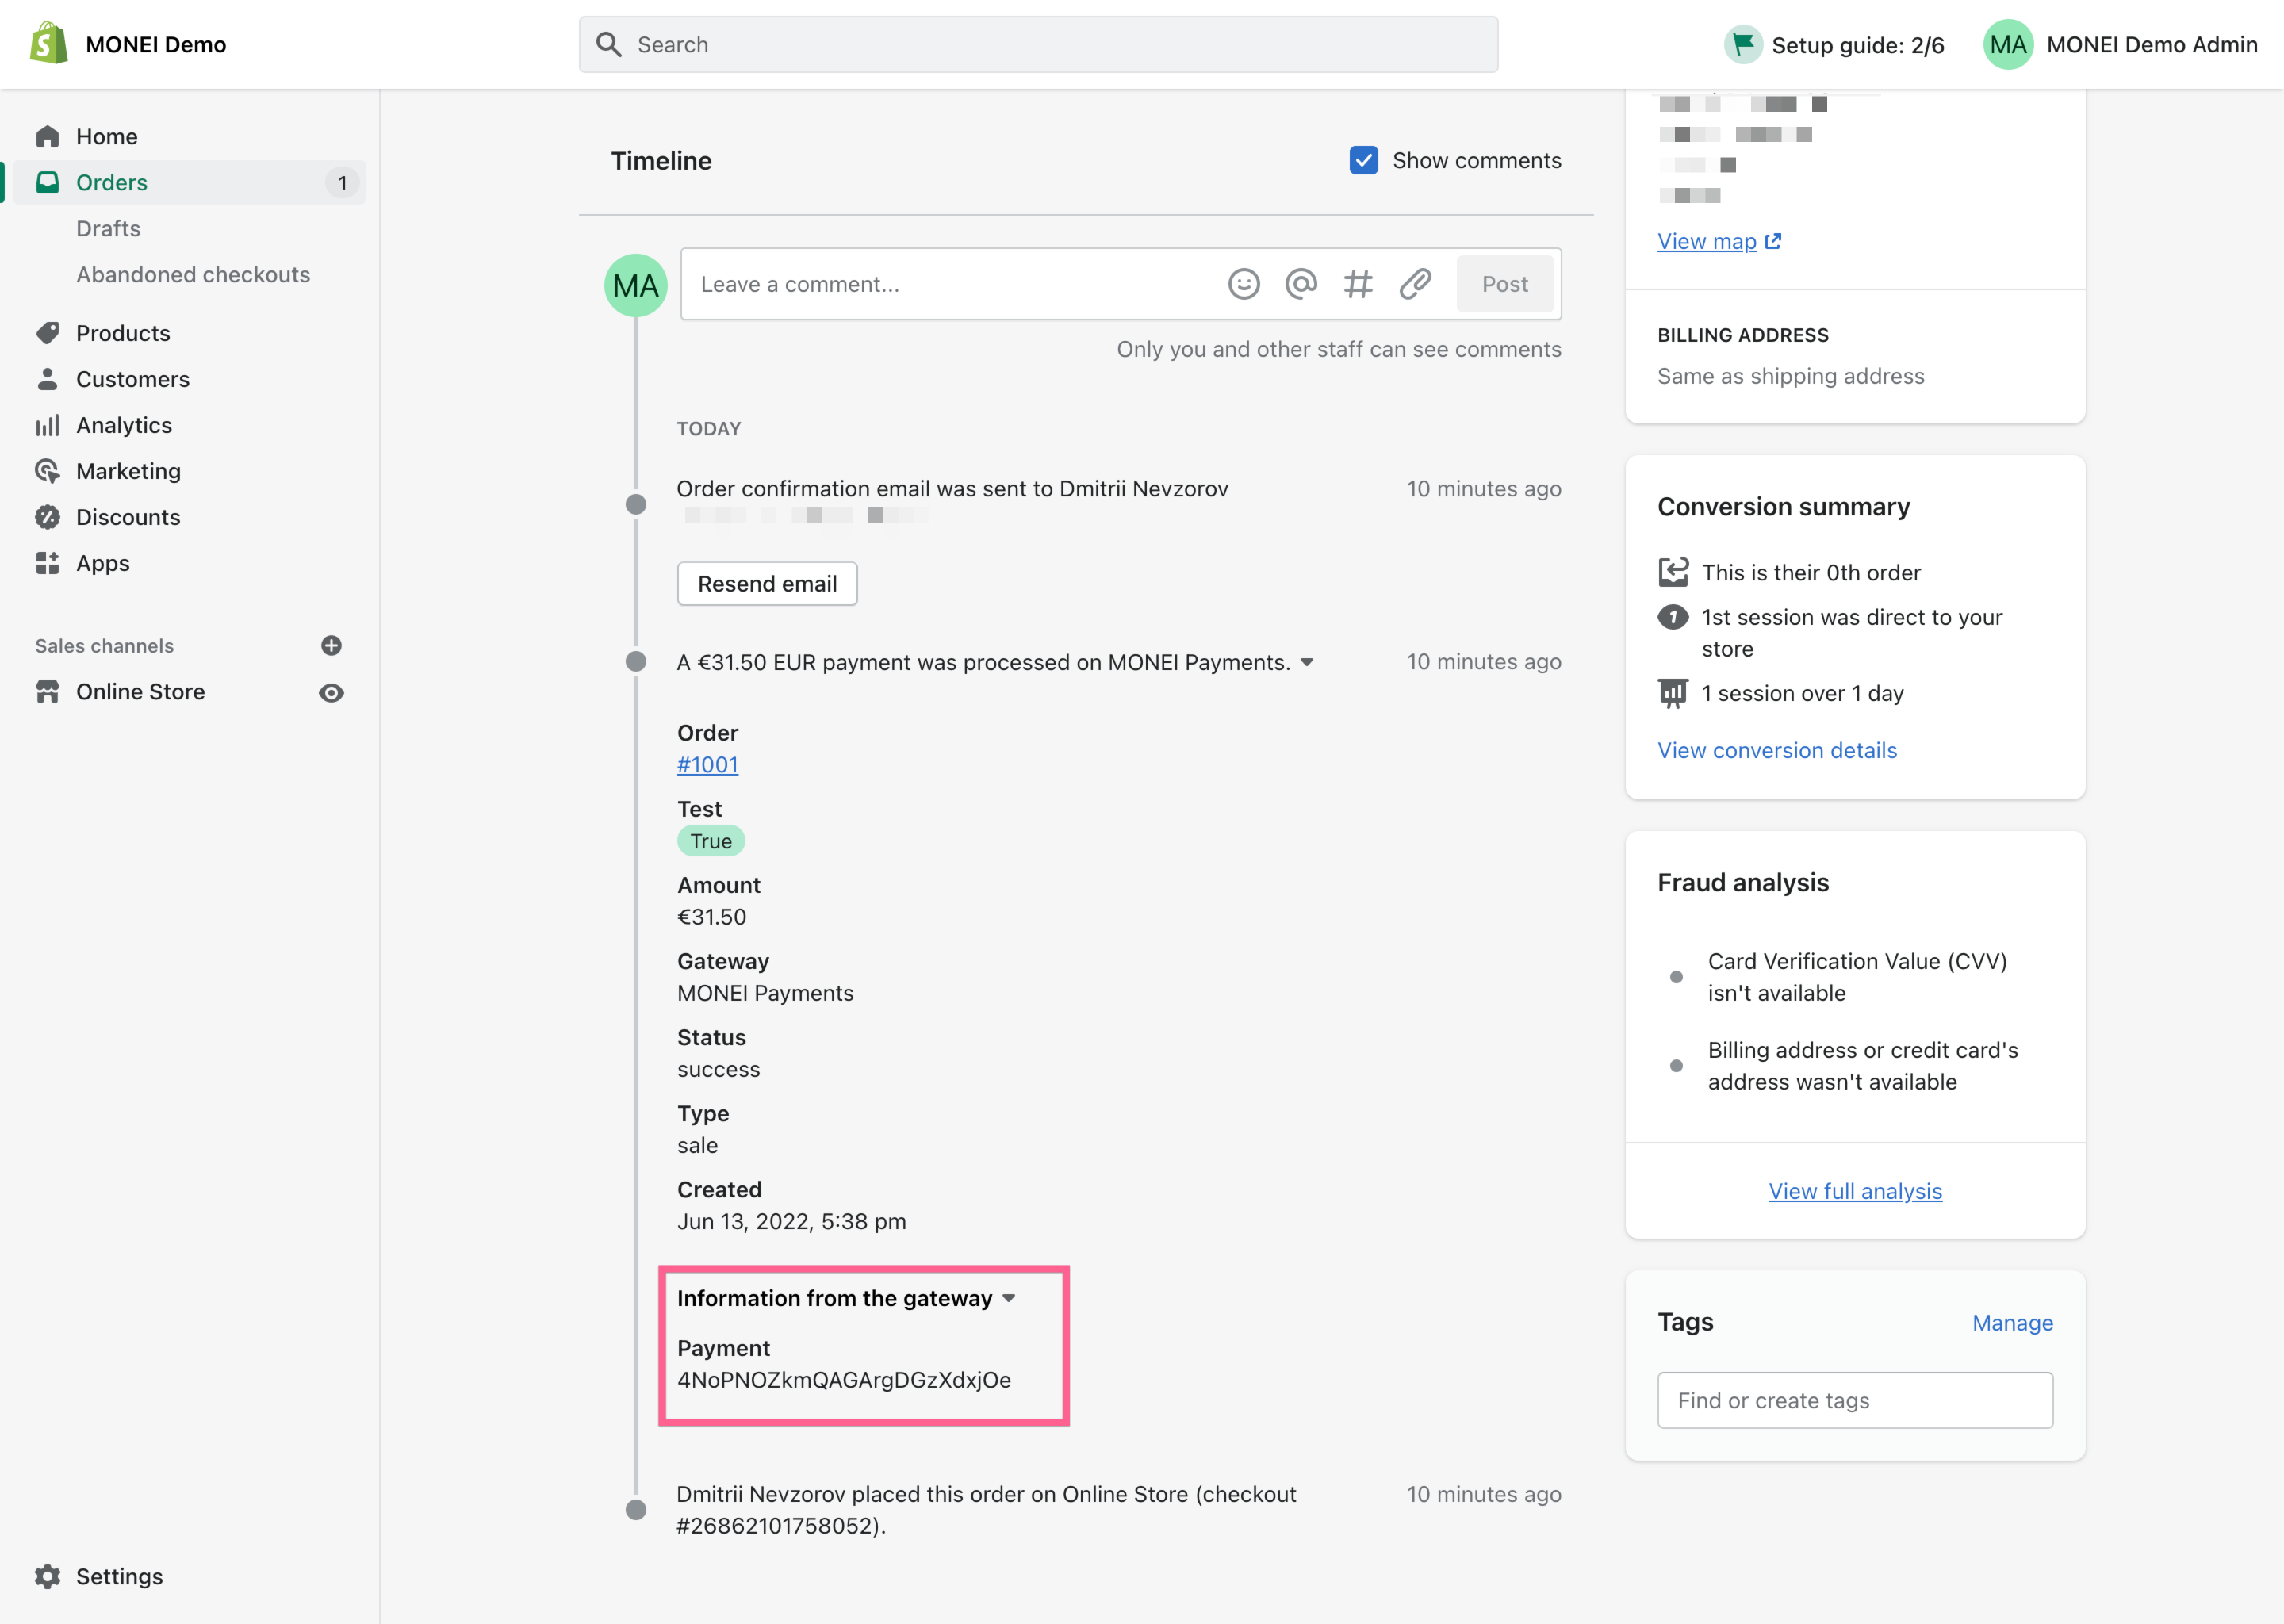 MONEI Demo
Search
Setup guide: 2/6
MA
MONEI Demo Admin
Home
Orders
1
Drafts
Abandoned checkouts
Products
Customers
Analytics
Marketing
Discounts
Apps
Sales channels
Online Store
Settings
Timeline
Show comments
MA
Leave a comment...
Post
Only you and other staff can see comments
TODAY
Order confirmation email was sent to Dmitrii Nevzorov
10 minutes ago
Resend email
A €31.50 EUR payment was processed on MONEI Payments.
10 minutes ago
Order
#1001
Test
True
Amount
€31.50
Gateway
MONEI Payments
Status
success
Type
sale
Created
Jun 13, 2022, 5:38 pm
Information from the gateway
Payment
4NoPNOZkmQAGArgDGzXdxjOe
Dmitrii Nevzorov placed this order on Online Store (checkout
#26862101758052).
10 minutes ago
View map
BILLING ADDRESS
Same as shipping address
Conversion summary
This is their 0th order
1
1st session was direct to your
store
1 session over 1 day
View conversion details
Fraud analysis
Card Verification Value (CVV)
isn't available
Billing address or credit card's
address wasn't available
View full analysis
Tags
Manage
Find or create tags